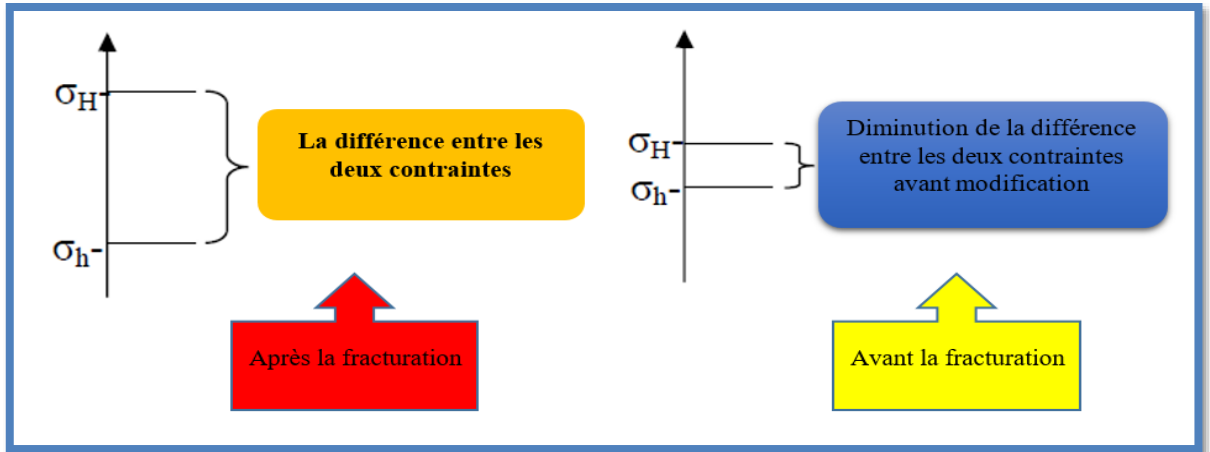 σH-
La différence entre les
deux contraintes
σh-
Après la fracturation
σH-
Diminution de la différence
entre les deux contraintes
avant modification
σh-
Avant la fracturation